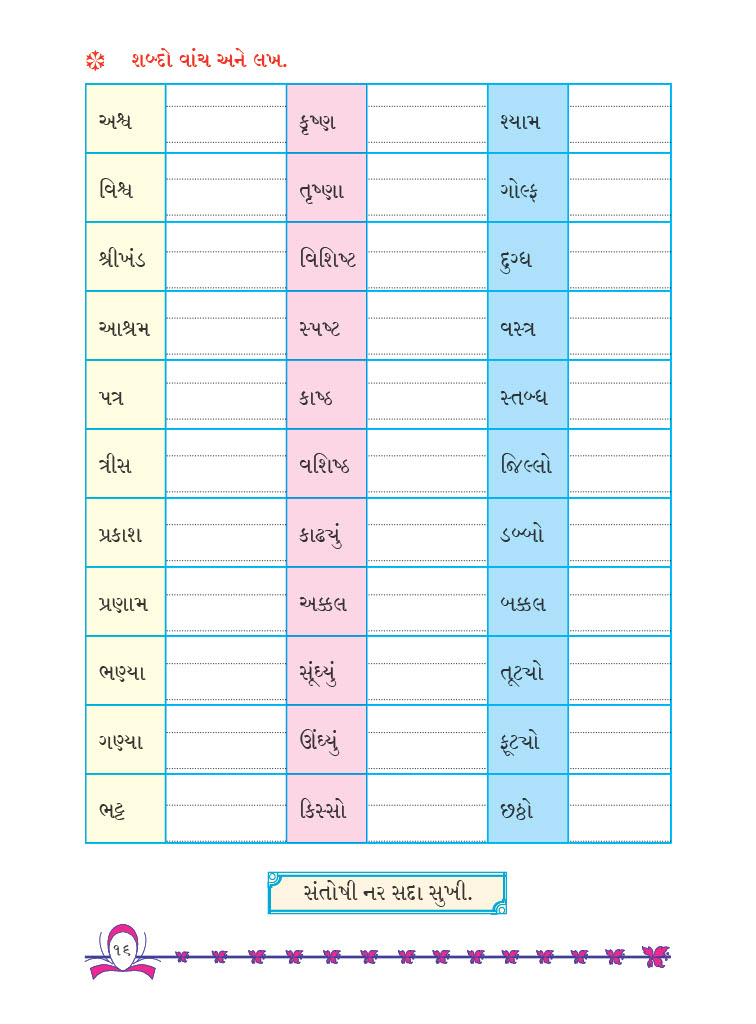 શબ્દો વાંચ અને લખ.
અશ્વ કૃષ્ણ શ્યામ
વિશ્વ તૃષ્ણા ગોલ્ફ
શ્રીખંડ વિશિષ્ટ દુગ્ધ
આશ્રમ સ્પષ્ટ વસ્ત્ર
પત્ર કાષ્ઠ સ્તબ્ધ
ત્રીસ વશિષ્ઠ જિલ્લો
પ્રકાશ કાઢ્યું ડબ્બો
પ્રણામ અક્કલ બક્કલ
ભણ્યા સૂંઘ્યું તૂટ્યો
ગણ્યા ઊંઘ્યું ફૂટ્યો
ભટ્ટ કિસ્સો છઠ્ઠો
સંતોષી નર સદા સુખી.
૧૬